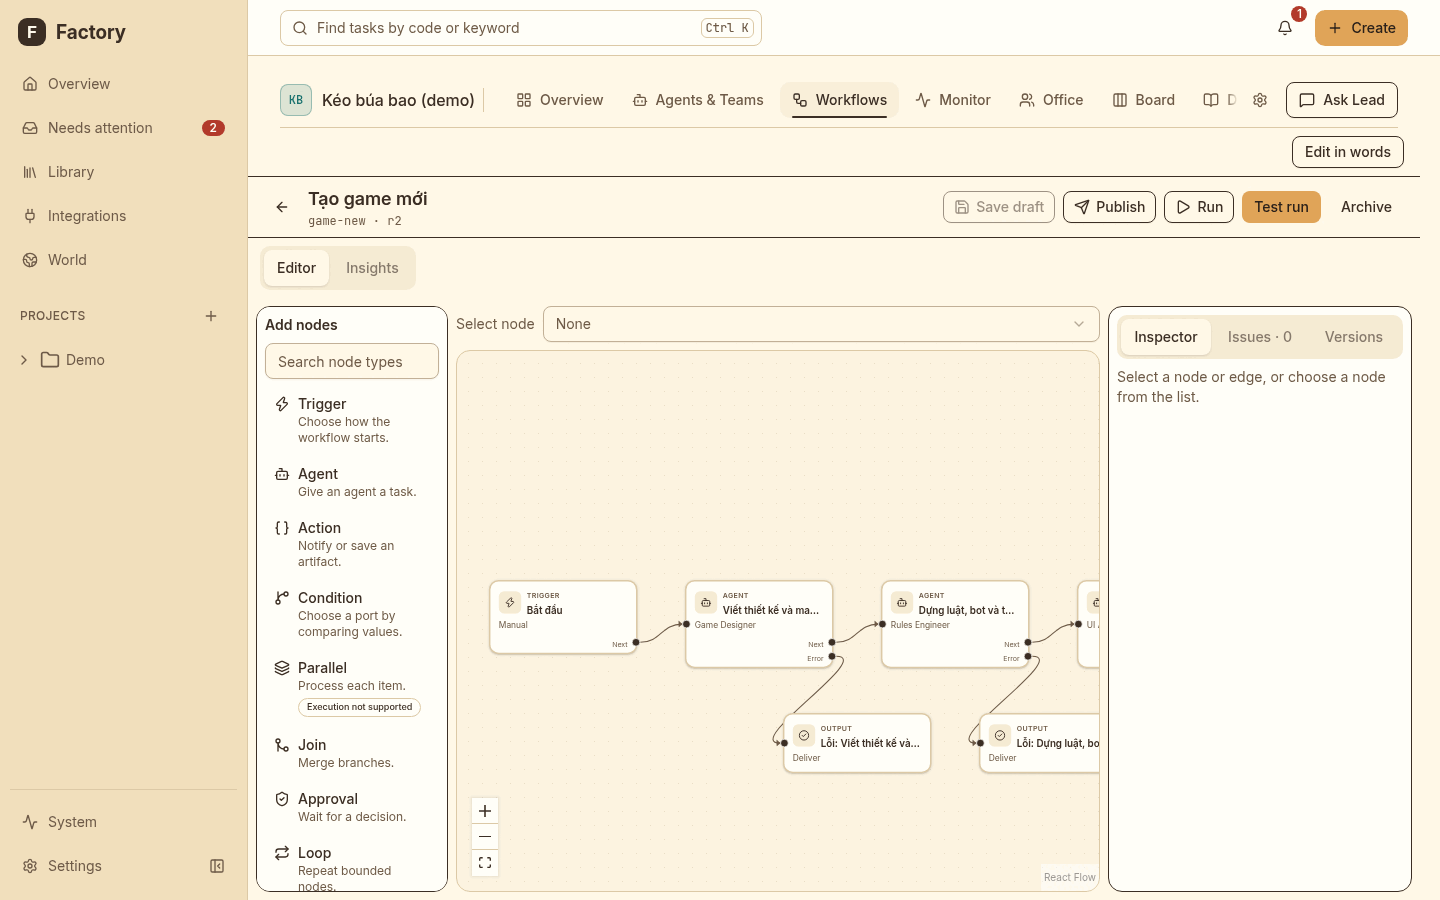 F Factory
Find tasks by code or keyword
Ctrl K
1
Create
Overview
Needs attention
2
Library
Integrations
World
PROJECTS
Demo
System
Settings
KB
Kéo búa bao (demo)
Overview
Agents & Teams
Workflows
Monitor
Office
Board
Ask Lead
Edit in words
Tạo game mới
game-new · r2
Save draft
Publish
Run
Test run
Archive
Editor
Insights
Add nodes
Search node types
Trigger
Choose how the
workflow starts.
Agent
Give an agent a task.
Action
Notify or save an
artifact.
Condition
Choose a port by
comparing values.
Parallel
Process each item.
Execution not supported
Join
Merge branches.
Approval
Wait for a decision.
Loop
Repeat bounded
nodes.
Select node
None
TRIGGER
Bắt đầu
Manual
Next
AGENT
Viết thiết kế và ma...
Game Designer
Next
Error
AGENT
Dựng luật, bot và t...
Rules Engineer
Next
Error
UI
OUTPUT
Lỗi: Viết thiết kế và...
Deliver
OUTPUT
Lỗi: Dựng luật, bo
Deliver
React Flow
Inspector
Issues · 0
Versions
Select a node or edge, or choose a node
from the list.